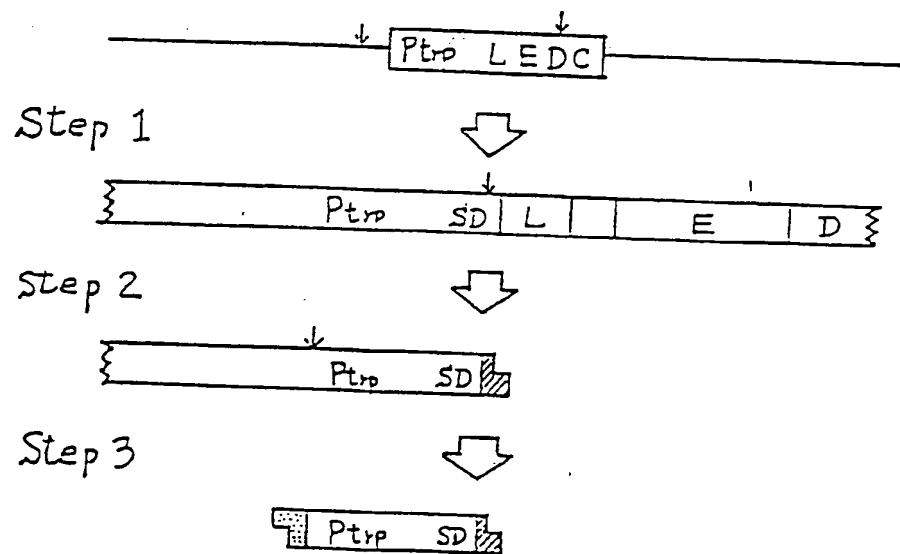 Ptrp L E D C
Step 1
Ptrp SD L E D
Step 2
Ptrp SD
Step 3
Ptrp SD